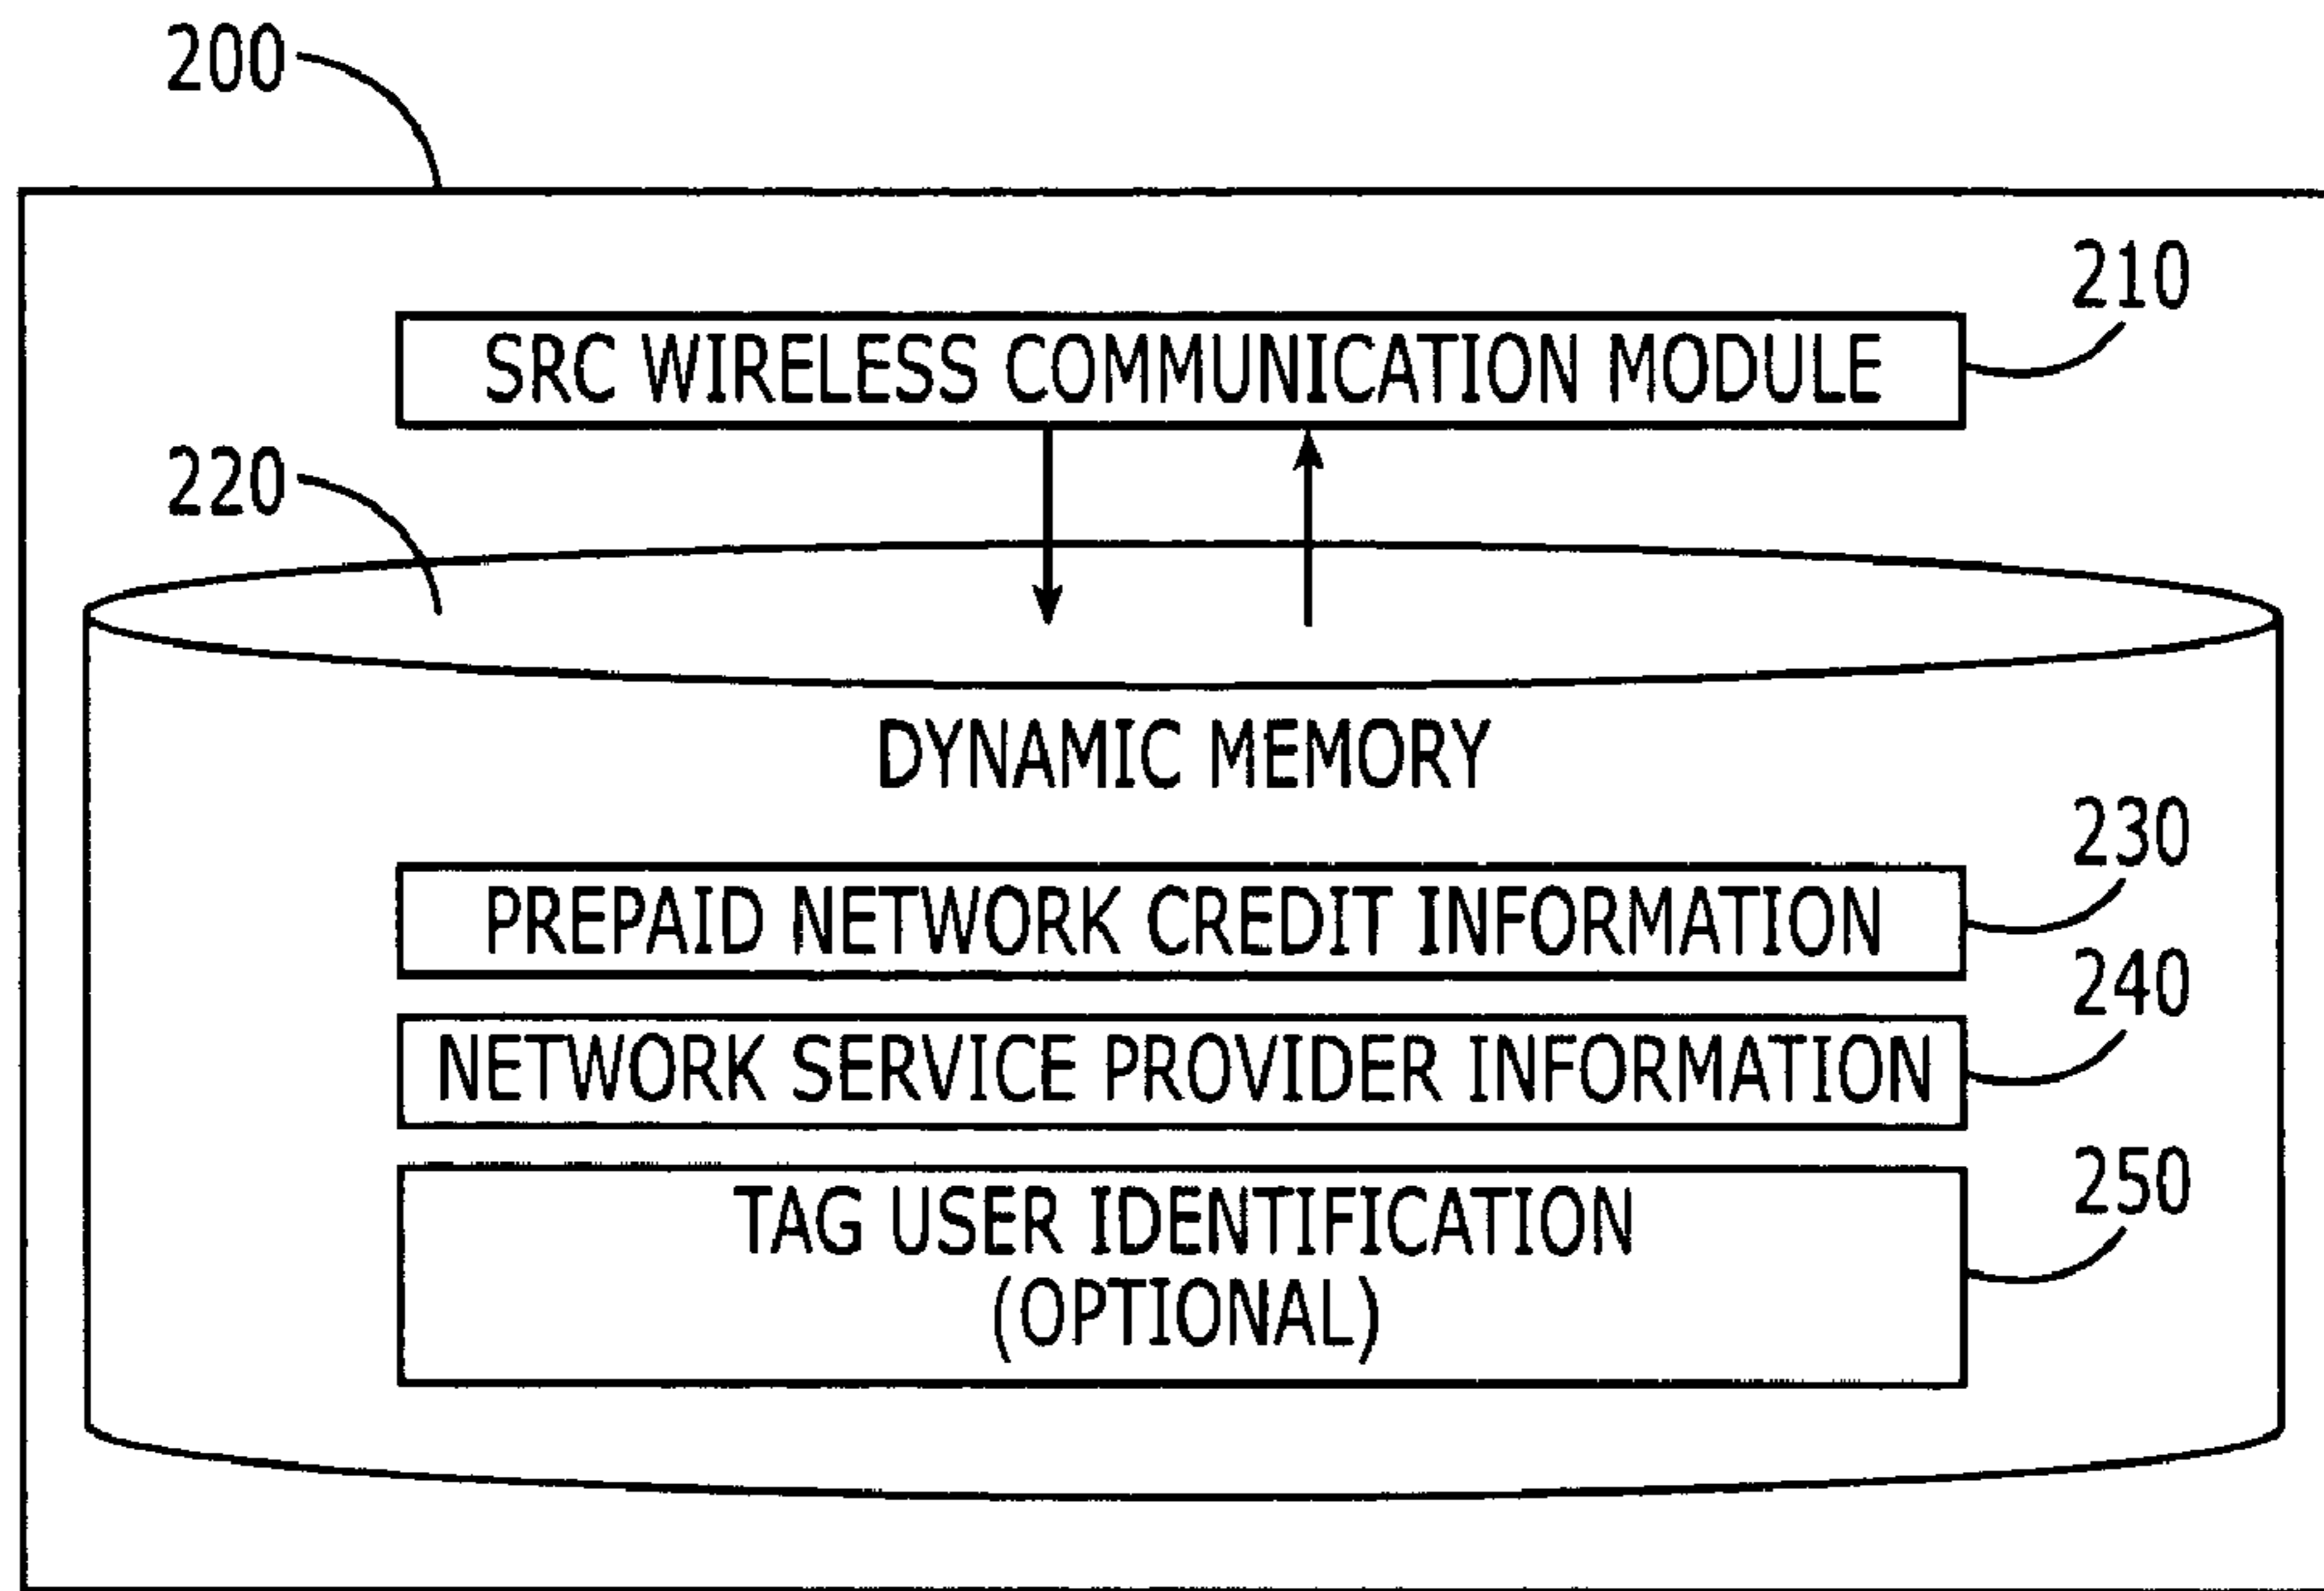 200
210
SRC WIRELESS COMMUNICATION MODULE
220
DYNAMIC MEMORY
230
PREPAID NETWORK CREDIT INFORMATION
240
NETWORK SERVICE PROVIDER INFORMATION
250
TAG USER IDENTIFICATION
(OPTIONAL)